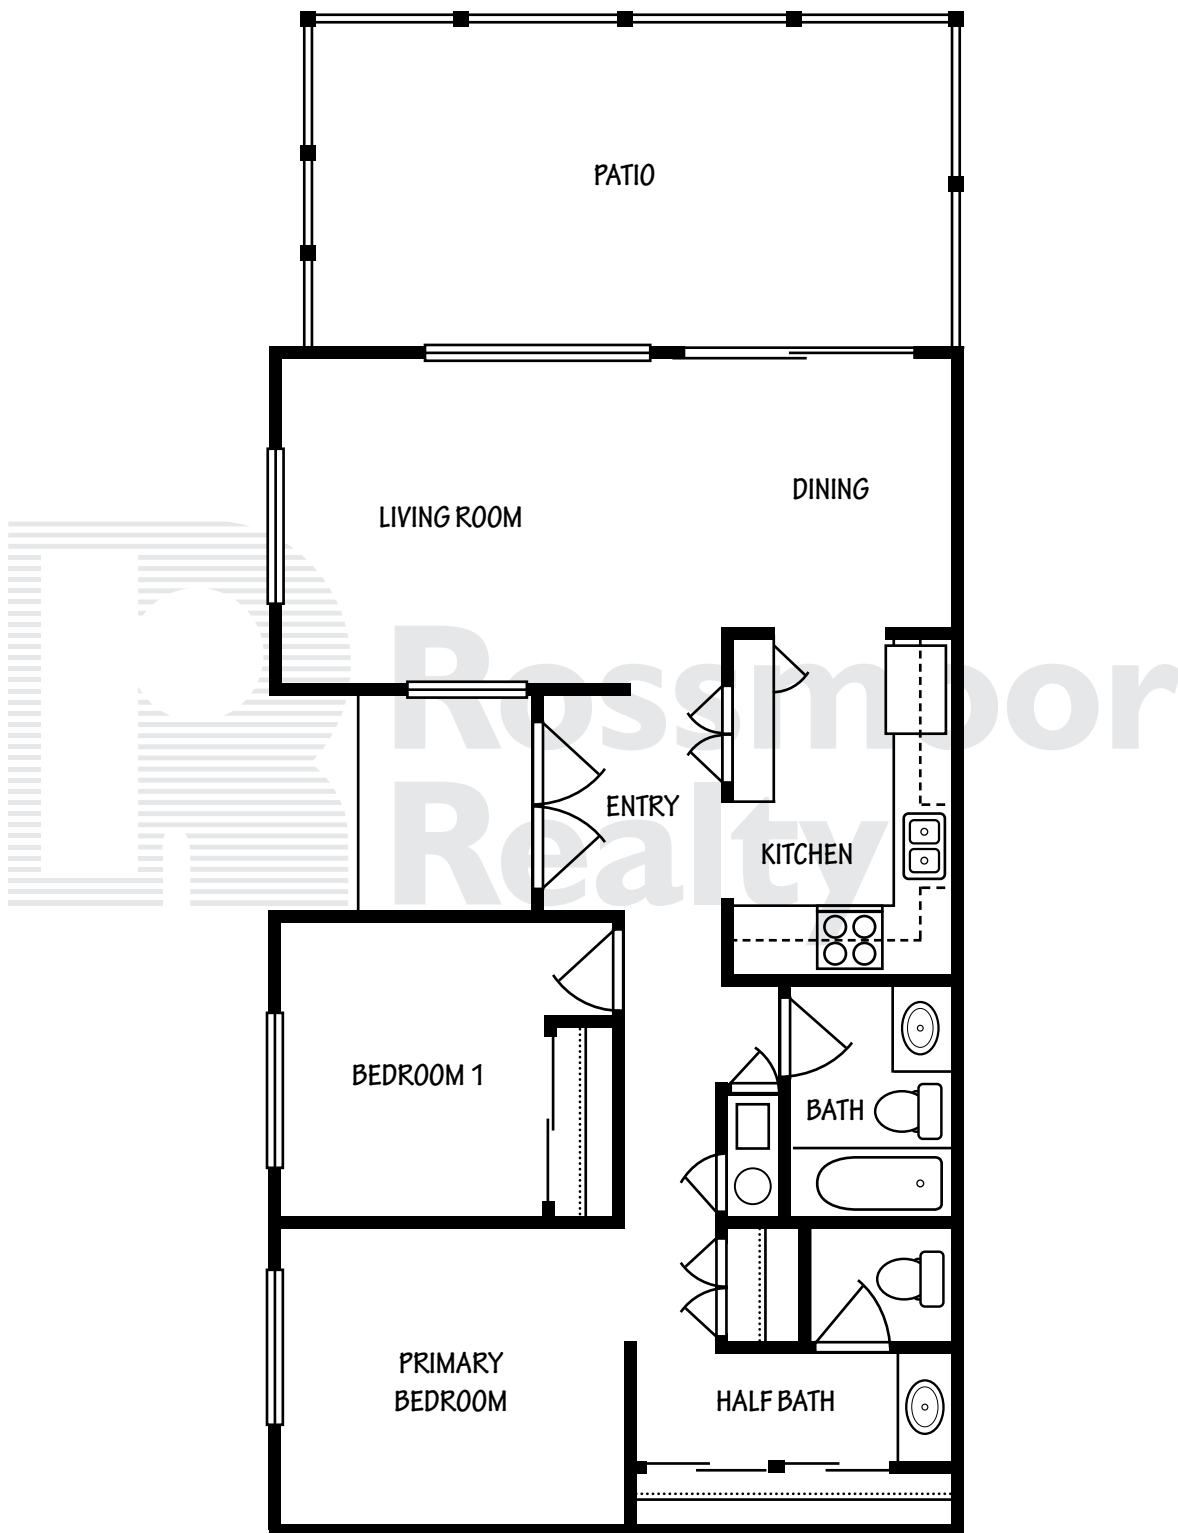 PATIO
LIVING ROOM
DINING
Rossmoor
Realty
ENTRY
KITCHEN
BEDROOM 1
BATH
PRIMARY
BEDROOM
HALF BATH